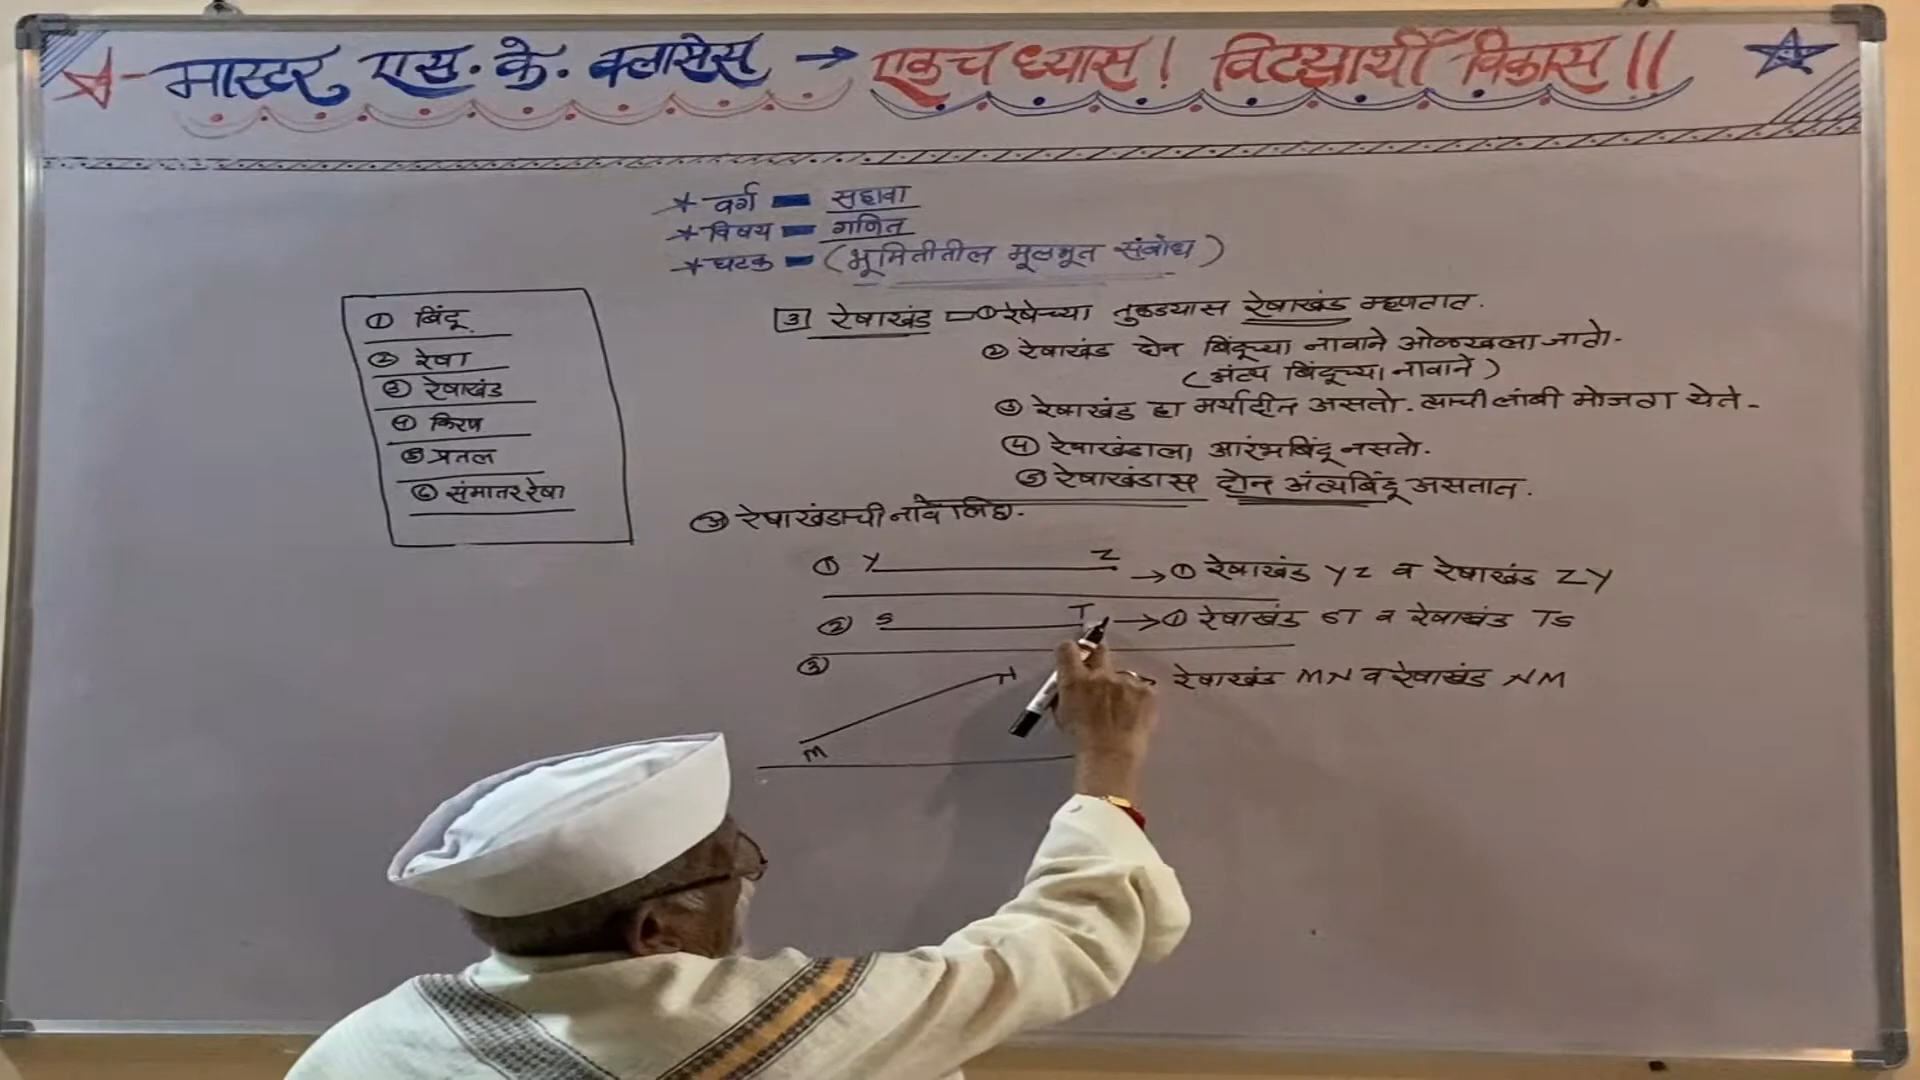 मास्टर एस. के. क्लासेस → एकच ध्यास! विद्यार्थी विकास ||
* वर्ग - सहावा
* विषय - गणित
* घटक - (भूमितीतील मूलभूत संबोध)
① बिंदू
② रेषा
③ रेषाखंड
④ किरण
⑤ प्रतल
⑥ संमातर रेषा
3 रेषाखंड - ① रेषेच्या तुकड्यास रेषाखंड म्हणतात.
② रेषाखंड दोन बिंदूच्या नावाने ओळखला जातो.
(अंत्य बिंदूच्या नावाने)
③ रेषाखंड हा मर्यादीत असतो. त्याची लांबी मोजता येते.
④ रेषाखंडाला आरंभबिंदू नसतो.
⑤ रेषाखंडास दोन अंत्यबिंदू असतात.
③ रेषाखंडाची नावे लिहा.
① Y Z → ① रेषाखंड YZ व रेषाखंड ZY
② S T → ① रेषाखंड ST व रेषाखंड TS
③ M N रेषाखंड MN व रेषाखंड NM